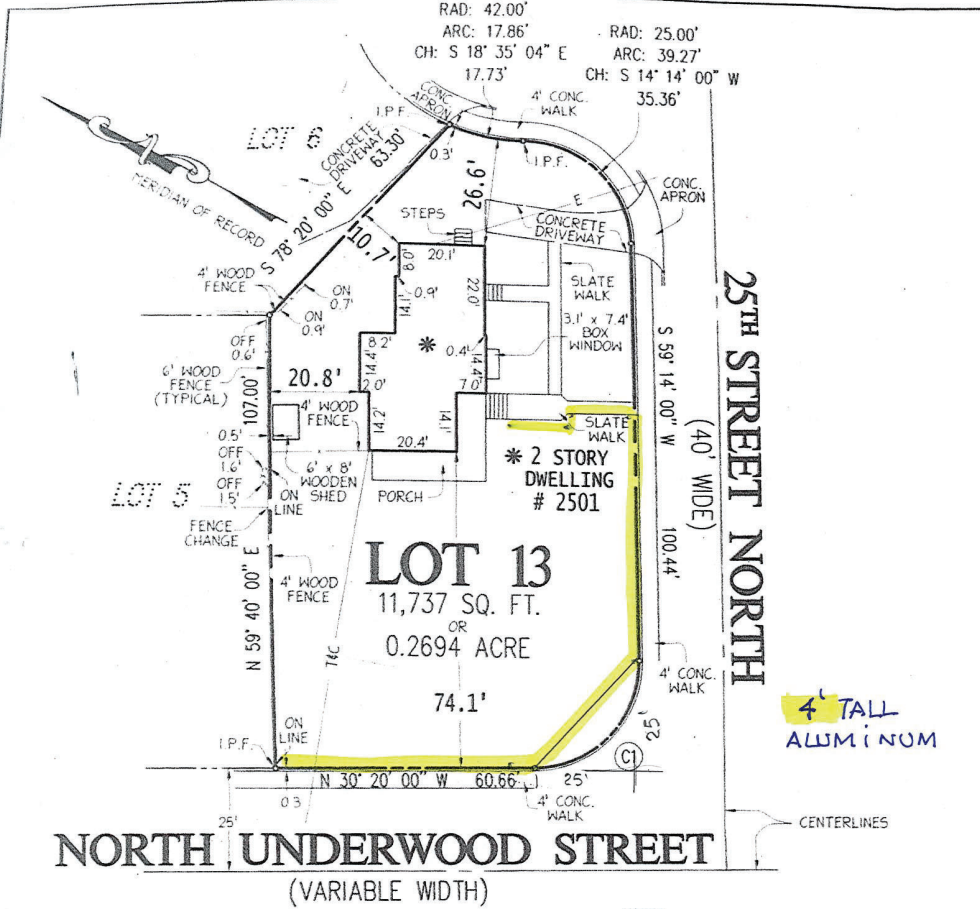 RAD: 42.00'
ARC: 17.86'
CH: S 18° 35' 04" E
17.73'
RAD: 25.00'
ARC: 39.27'
CH: S 14° 14' 00" W
35.36'
CONC.
APRON
4' CONC.
WALK
I.P.F.
LOT 6
CONCRETE
DRIVEWAY
63.30'
0.3'
I.P.F.
MERIDIAN OF RECORD
S 78° 20' 00" E
26.9'
E
CONC.
APRON
STEPS
CONCRETE
DRIVEWAY
10.7'
20.1'
8.0'
4' WOOD
FENCE
ON
0.7'
0.9'
14.1'
22.0'
SLATE
WALK
ON
0.9'
3.1' x 7.4'
BOX
WINDOW
OFF
0.6'
8.2'
*
0.4'
14.4'
14.4'
6' WOOD
FENCE
(TYPICAL)
107.00'
20.8'
2.0'
7.0'
S 59° 14' 00" W
25TH STREET NORTH
(40' WIDE)
4' WOOD
FENCE
14.2'
14.1'
20.4'
SLATE
WALK
0.5'
OFF
1.6'
OFF
1.5'
6' x 8'
WOODEN
SHED
ON
LINE
PORCH
* 2 STORY
DWELLING
# 2501
LOT 5
FENCE
CHANGE
100.44'
N 59° 40' 00" E
4' WOOD
FENCE
LOT 13
11,737 SQ. FT.
OR
0.2694 ACRE
T4C
74.1'
4' CONC.
WALK
4' TALL
ALUMINUM
I.P.F.
ON
LINE
25'
C1
N 30° 20' 00" W 60.66'
25'
0.3
4' CONC.
WALK
25'
CENTERLINES
NORTH UNDERWOOD STREET
(VARIABLE WIDTH)